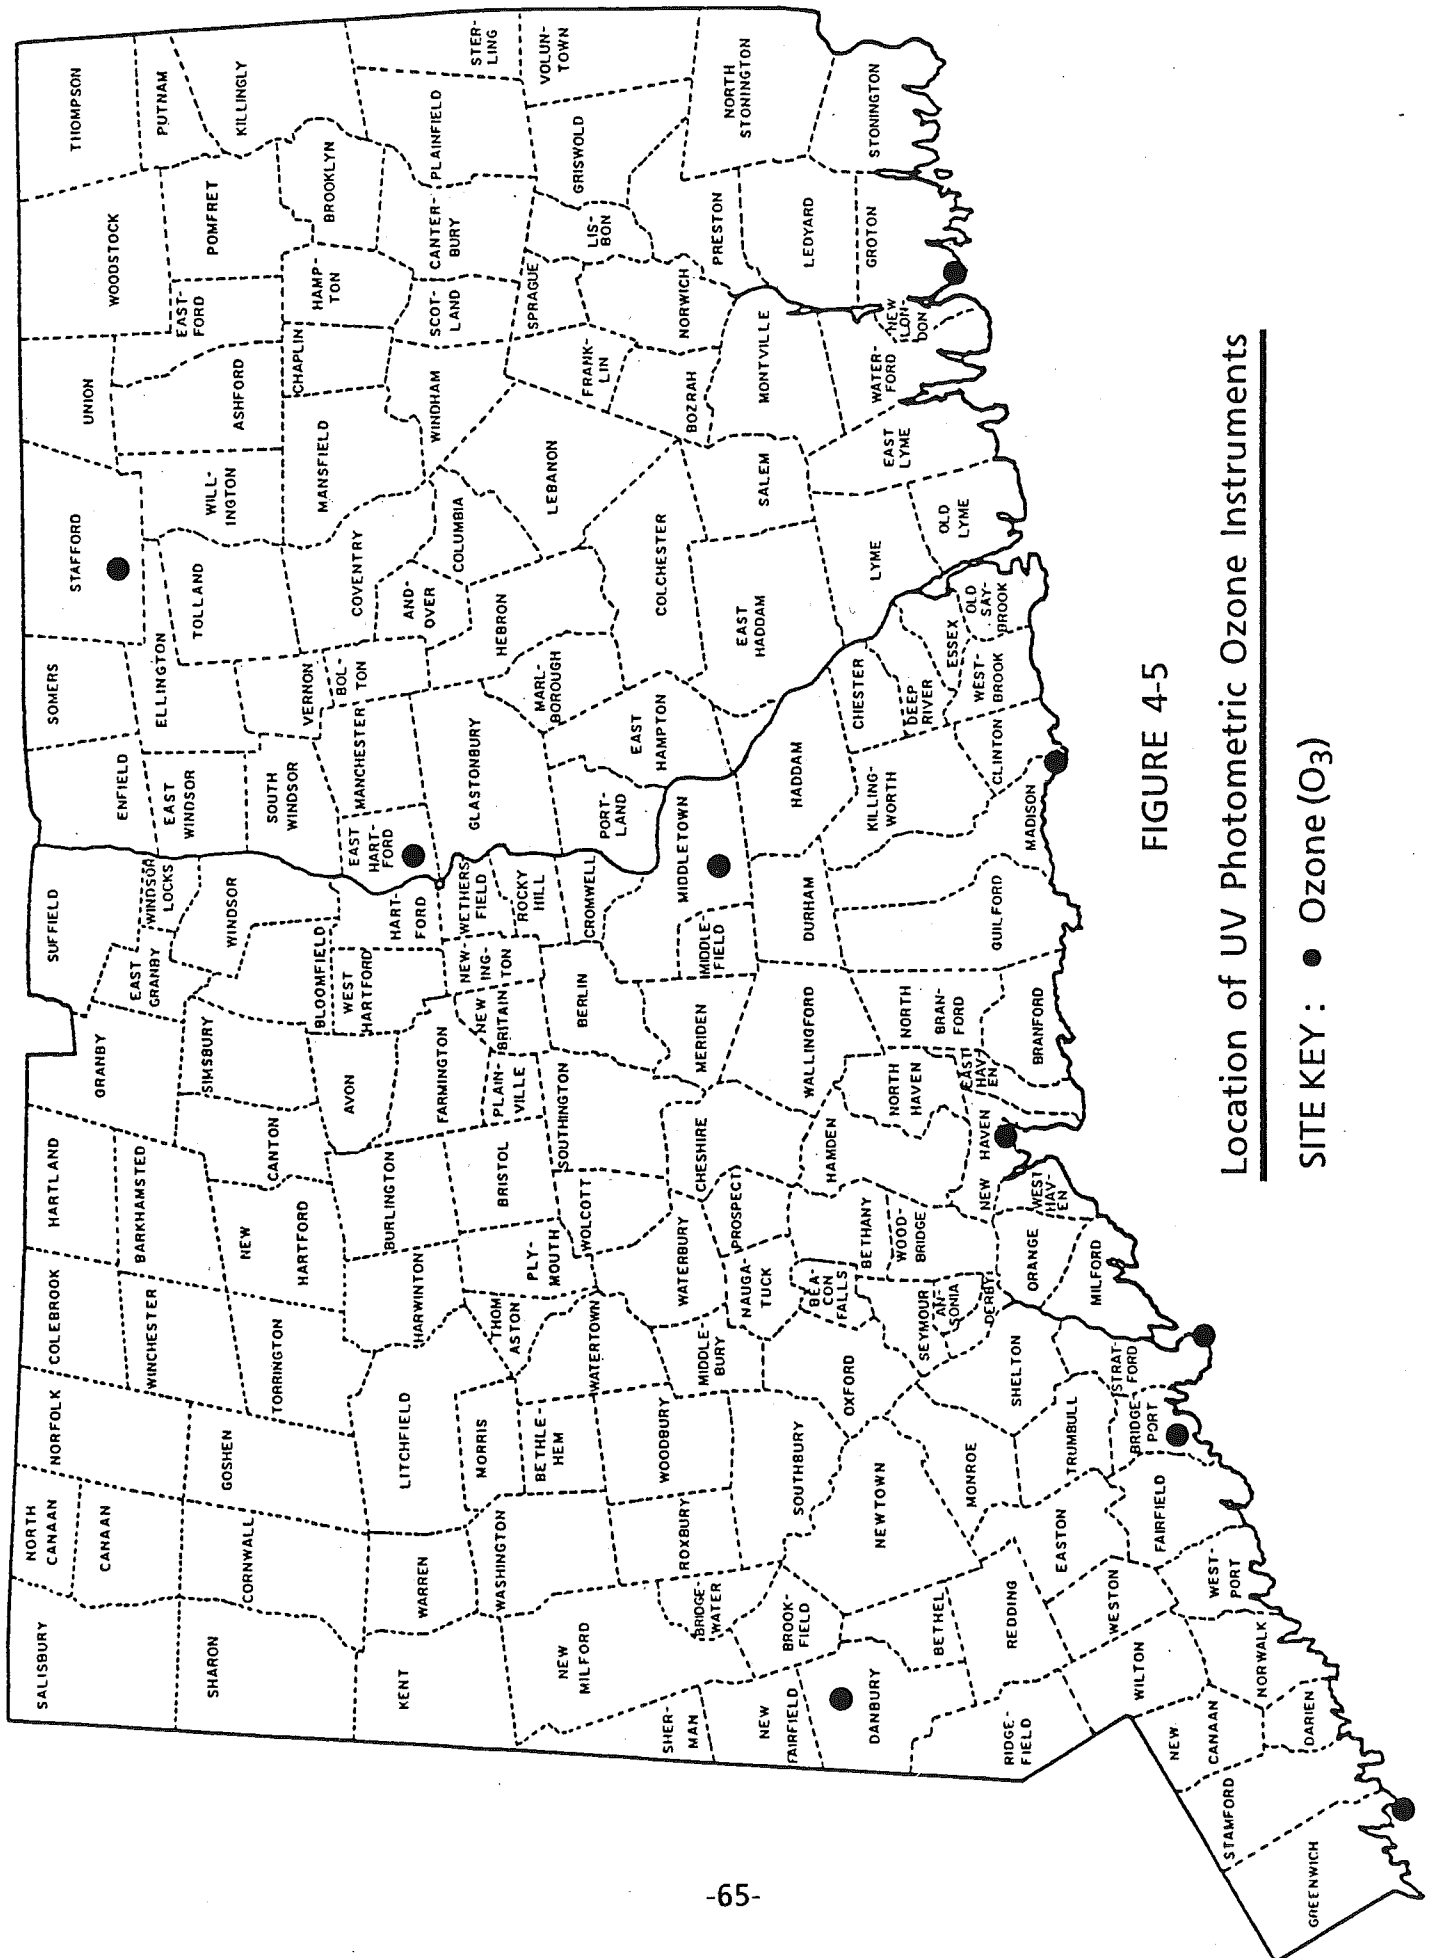 SALISBURY
NORTH
CANAAN
CANAAN
NORFOLK
COLEBROOK
HARTLAND
GRANBY
SUFFIELD
EAST
GRANBY
WINDSOR
LOCKS
ENFIELD
SOMERS
STAFFORD
UNION
WOODSTOCK
THOMPSON
PUTNAM
SHARON
CORNWALL
GOSHEN
WINCHESTER
BARKHAMSTED
TORRINGTON
NEW
HARTFORD
CANTON
SIMSBURY
BLOOMFIELD
WINDSOR
EAST
WINDSOR
SOUTH
WINDSOR
ELLINGTON
VERNON
TOLLAND
WILL-
INGTON
ASHFORD
EAST-
FORD
POMFRET
KILLINGLY
KENT
WARREN
LITCHFIELD
HARWINTON
BURLINGTON
AVON
WEST
HARTFORD
HART-
FORD
EAST
HART-
FORD
MANCHESTER
BOL-
TON
COVENTRY
AND-
OVER
MANSFIELD
CHAPLIN
HAMP-
TON
BROOKLYN
NEW
MILFORD
WASHINGTON
MORRIS
BETHLE-
HEM
THOM
ASTON
WATERTOWN
PLY-
MOUTH
BRISTOL
FARMINGTON
PLAIN-
VILLE
NEW
BRITAIN
NEW-
ING-
TON
WETHERS
FIELD
ROCKY
HILL
GLASTONBURY
HEBRON
MARL-
BOROUGH
COLUMBIA
WINDHAM
SCOT-
LAND
CANTER-
BURY
PLAINFIELD
STER-
LING
VOLUN-
TOWN
SHER-
MAN
BRIDGE-
WATER
ROXBURY
WOODBURY
MIDDLE-
BURY
WATERBURY
WOLCOTT
SOUTHINGTON
BERLIN
CROMWELL
PORT-
LAND
EAST
HAMPTON
COLCHESTER
LEBANON
FRANK-
LIN
SPRAGUE
LIS-
BON
GRISWOLD
NEW
FAIRFIELD
BROOK-
FIELD
SOUTHBURY
OXFORD
NAUGA-
TUCK
PROSPECT
CHESHIRE
MERIDEN
MIDDLE-
FIELD
MIDDLETOWN
EAST
HADDAM
SALEM
BOZRAH
NORWICH
PRESTON
NORTH
STONINGTON
DANBURY
BETHEL
NEWTOWN
MONROE
SEYMOUR
BEA-
CON
FALLS
BETHANY
WOOD-
BRIDGE
HAMDEN
WALLINGFORD
DURHAM
HADDAM
CHESTER
LYME
MONTVILLE
LEDYARD
STONINGTON
RIDGE-
FIELD
REDDING
EASTON
SHELTON
AN-
SONIA
DERBY
ORANGE
NEW HAVEN
NORTH
HAVEN
EAST
HAV-
EN
NORTH
BRAN-
FORD
BRANFORD
GUILFORD
MADISON
KILLING-
WORTH
CLINTON
DEEP
RIVER
ESSEX
WEST-
BROOK
OLD
SAY-
BROOK
OLD
LYME
EAST
LYME
WATER-
FORD
NEW
LON-
DON
GROTON
WILTON
WESTON
TRUMBULL
FAIRFIELD
BRIDGE-
PORT
STRAT-
FORD
MILFORD
WEST
HAV-
EN
GREENWICH
STAMFORD
NEW
CANAAN
DARIEN
NORWALK
WEST-
PORT
FIGURE 4-5
Location of UV Photometric Ozone Instruments
SITE KEY : ● Ozone (O3)
-65-